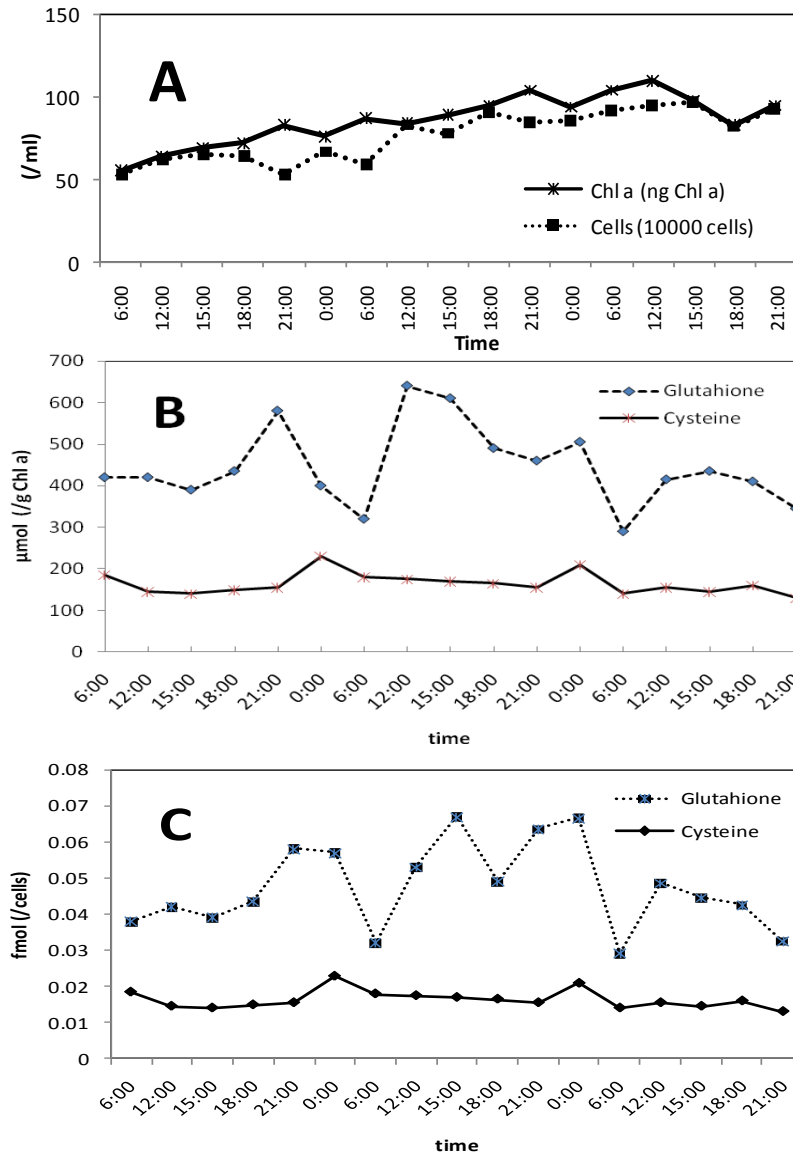 150
100
50
0
(/ml)
A
Chl a (ng Chl a)
Cells (10000 cells)
6:00 12:00 15:00 18:00 21:00 0:00 6:00 12:00 15:00 18:00 21:00 0:00 6:00 12:00 15:00 18:00 21:00
Time
700
600
500
400
300
200
100
0
µmol (/g Chl a)
B
Glutahione
Cysteine
6:00 12:00 15:00 18:00 21:00 0:00 6:00 12:00 15:00 18:00 21:00 0:00 6:00 12:00 15:00 18:00 21:00
time
0.08
0.07
0.06
0.05
0.04
0.03
0.02
0.01
0
fmol (/cells)
C
Glutahione
Cysteine
6:00 12:00 15:00 18:00 21:00 0:00 6:00 12:00 15:00 18:00 21:00 0:00 6:00 12:00 15:00 18:00 21:00
time